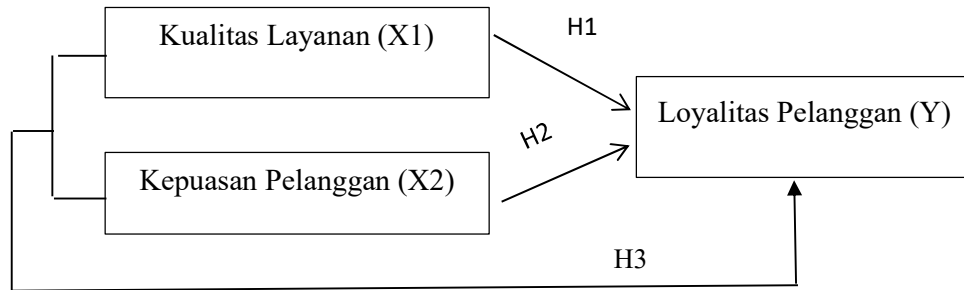 Kualitas Layanan (X1)
H1
Loyalitas Pelanggan (Y)
H2
Kepuasan Pelanggan (X2)
H3